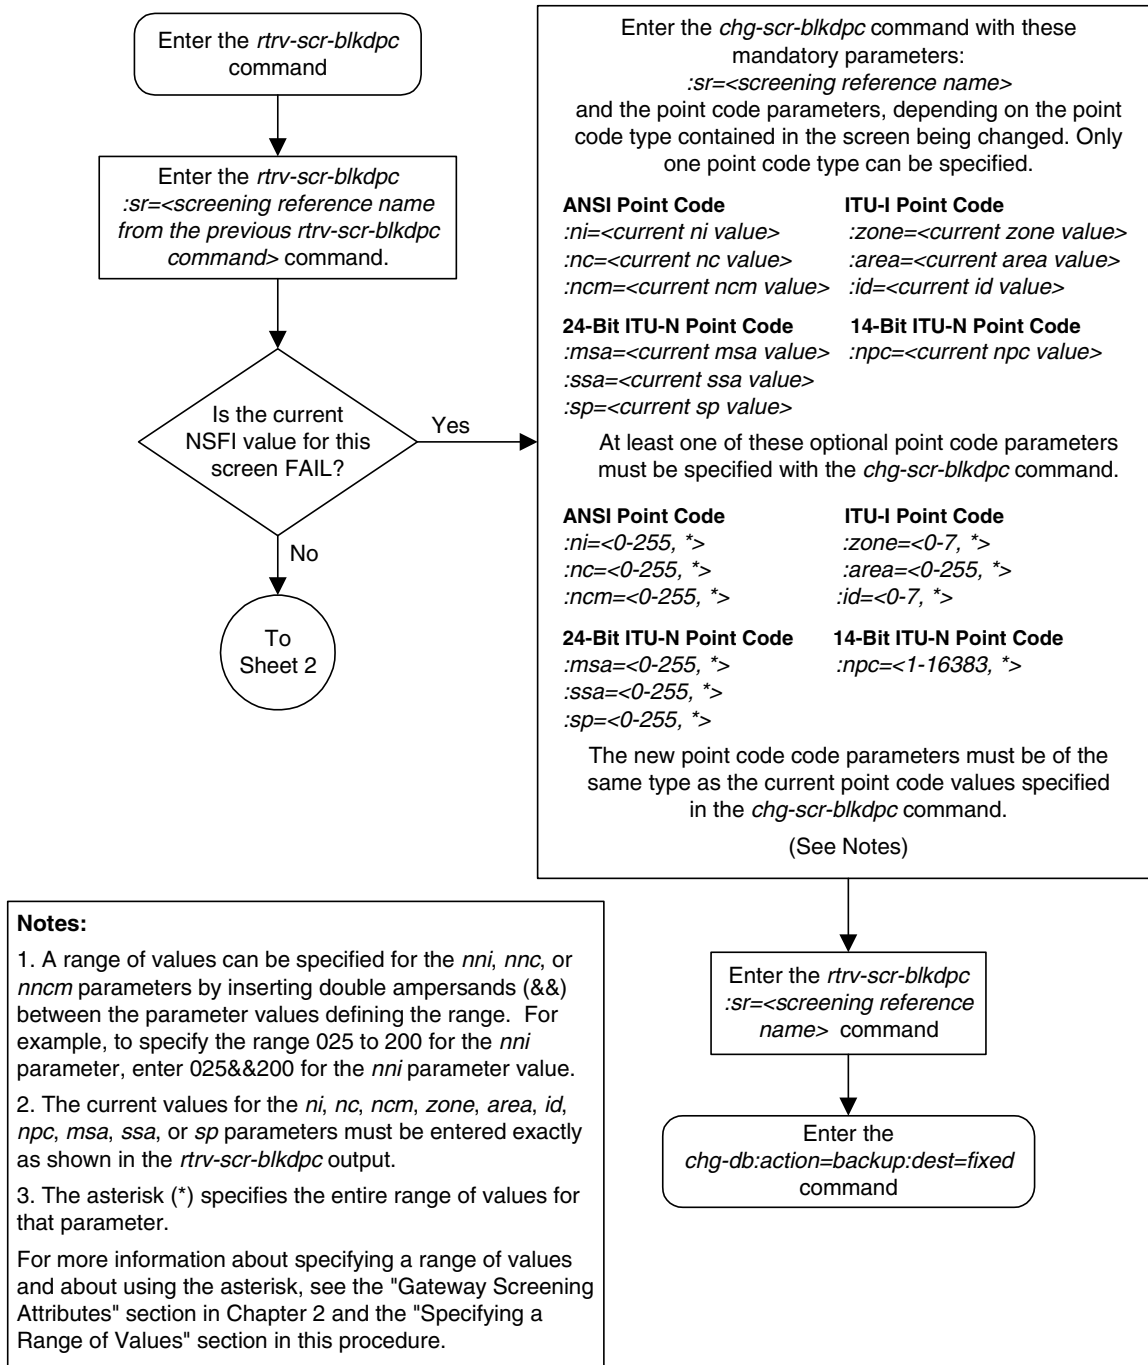 Enter the rtrv-scr-blkdpc
command
Enter the rtrv-scr-blkdpc
:sr=<screening reference name
from the previous rtrv-scr-blkdpc
command> command.
Is the current
NSFI value for this
screen FAIL?
Yes
No
To
Sheet 2
Enter the chg-scr-blkdpc command with these
mandatory parameters:
:sr=<screening reference name>
and the point code parameters, depending on the point
code type contained in the screen being changed. Only
one point code type can be specified.
ANSI Point Code
:ni=<current ni value>
:nc=<current nc value>
:ncm=<current ncm value>
ITU-I Point Code
:zone=<current zone value>
:area=<current area value>
:id=<current id value>
24-Bit ITU-N Point Code
:msa=<current msa value>
:ssa=<current ssa value>
:sp=<current sp value>
14-Bit ITU-N Point Code
:npc=<current npc value>
At least one of these optional point code parameters
must be specified with the chg-scr-blkdpc command.
ANSI Point Code
:ni=<0-255, *>
:nc=<0-255, *>
:ncm=<0-255, *>
ITU-I Point Code
:zone=<0-7, *>
:area=<0-255, *>
:id=<0-7, *>
24-Bit ITU-N Point Code
:msa=<0-255, *>
:ssa=<0-255, *>
:sp=<0-255, *>
14-Bit ITU-N Point Code
:npc=<1-16383, *>
The new point code code parameters must be of the
same type as the current point code values specified
in the chg-scr-blkdpc command.
(See Notes)
Enter the rtrv-scr-blkdpc
:sr=<screening reference
name> command
Enter the
chg-db:action=backup:dest=fixed
command
Notes:
1. A range of values can be specified for the nni, nnc, or
nncm parameters by inserting double ampersands (&&)
between the parameter values defining the range. For
example, to specify the range 025 to 200 for the nni
parameter, enter 025&&200 for the nni parameter value.
2. The current values for the ni, nc, ncm, zone, area, id,
npc, msa, ssa, or sp parameters must be entered exactly
as shown in the rtrv-scr-blkdpc output.
3. The asterisk (*) specifies the entire range of values for
that parameter.
For more information about specifying a range of values
and about using the asterisk, see the "Gateway Screening
Attributes" section in Chapter 2 and the "Specifying a
Range of Values" section in this procedure.